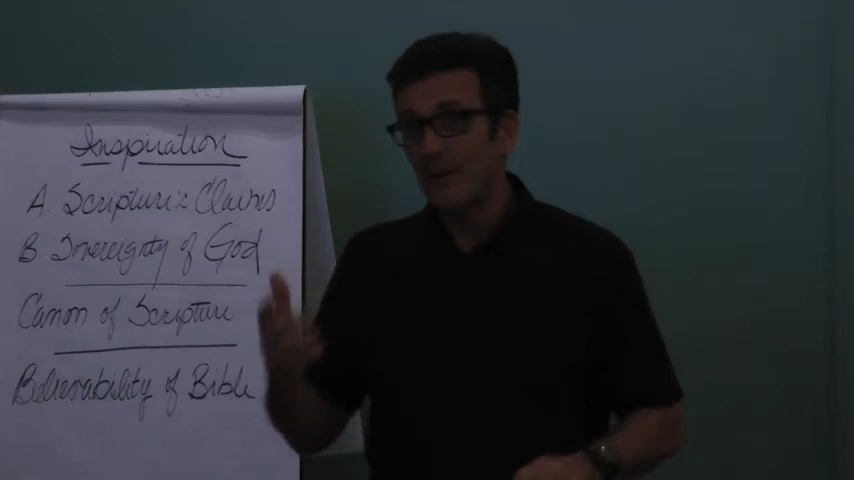 Inspiration
A. Scripture's Claims
B Sovereignty of God
Canon of Scripture
Believability of Bible